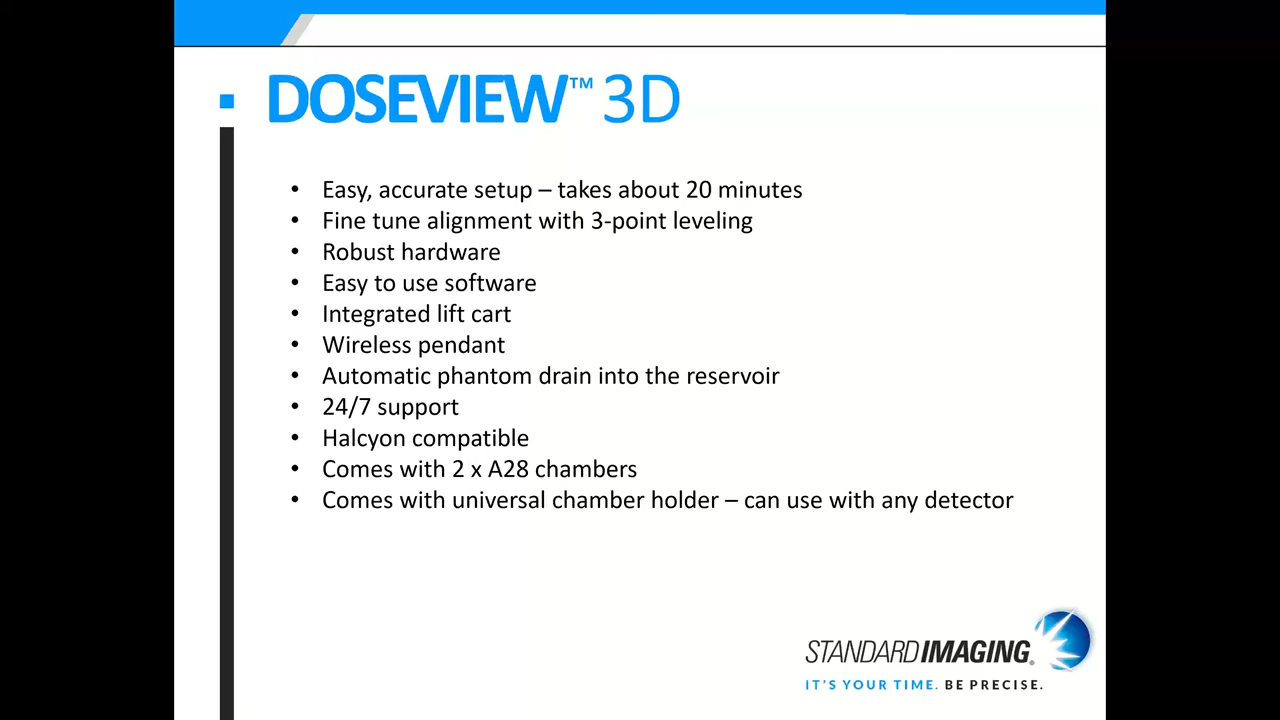 DOSEVIEW™ 3D
• Easy, accurate setup – takes about 20 minutes
• Fine tune alignment with 3-point leveling
• Robust hardware
• Easy to use software
• Integrated lift cart
• Wireless pendant
• Automatic phantom drain into the reservoir
• 24/7 support
• Halcyon compatible
• Comes with 2 x A28 chambers
• Comes with universal chamber holder – can use with any detector
STANDARD IMAGING®
IT'S YOUR TIME. BE PRECISE.